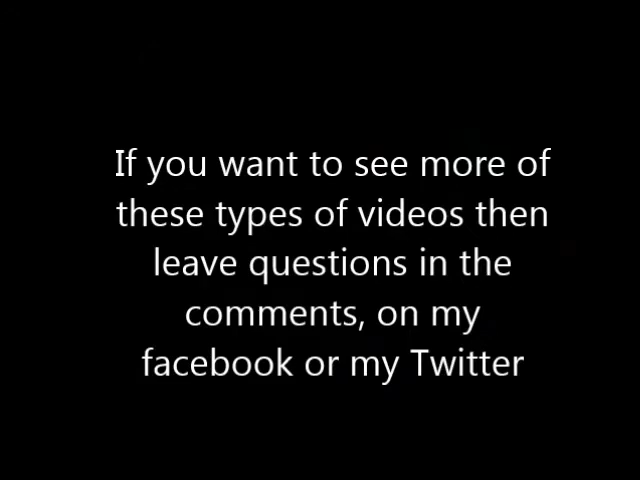 If you want to see more of
these types of videos then
leave questions in the
comments, on my
facebook or my Twitter